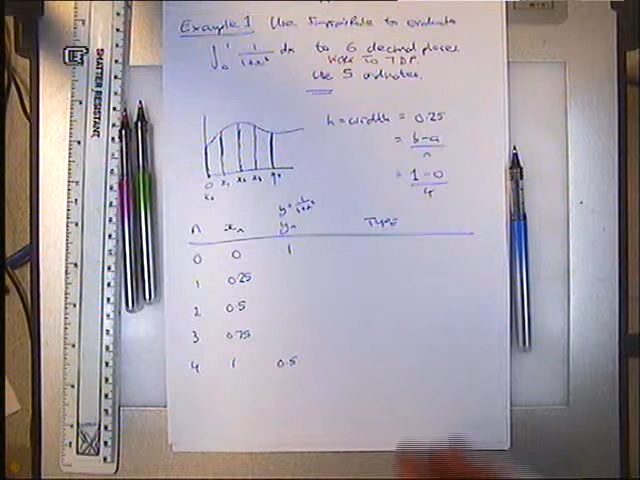 SHATTER RESISTANT
Example 1 Use Simpson's Rule to evaluate
∫₀¹ 1/(1+x²) dx to 6 decimal places
WORK TO 7DP.
Use 5 ordinates.
h = width = 0.25
= b-a/n
= 1-0/4
0 x₁ x₂ x₃
x₀
y = 1/(1+x²)
n xₙ yₙ TYPE
0 0 1
1 0.25
2 0.5
3 0.75
4 1 0.5